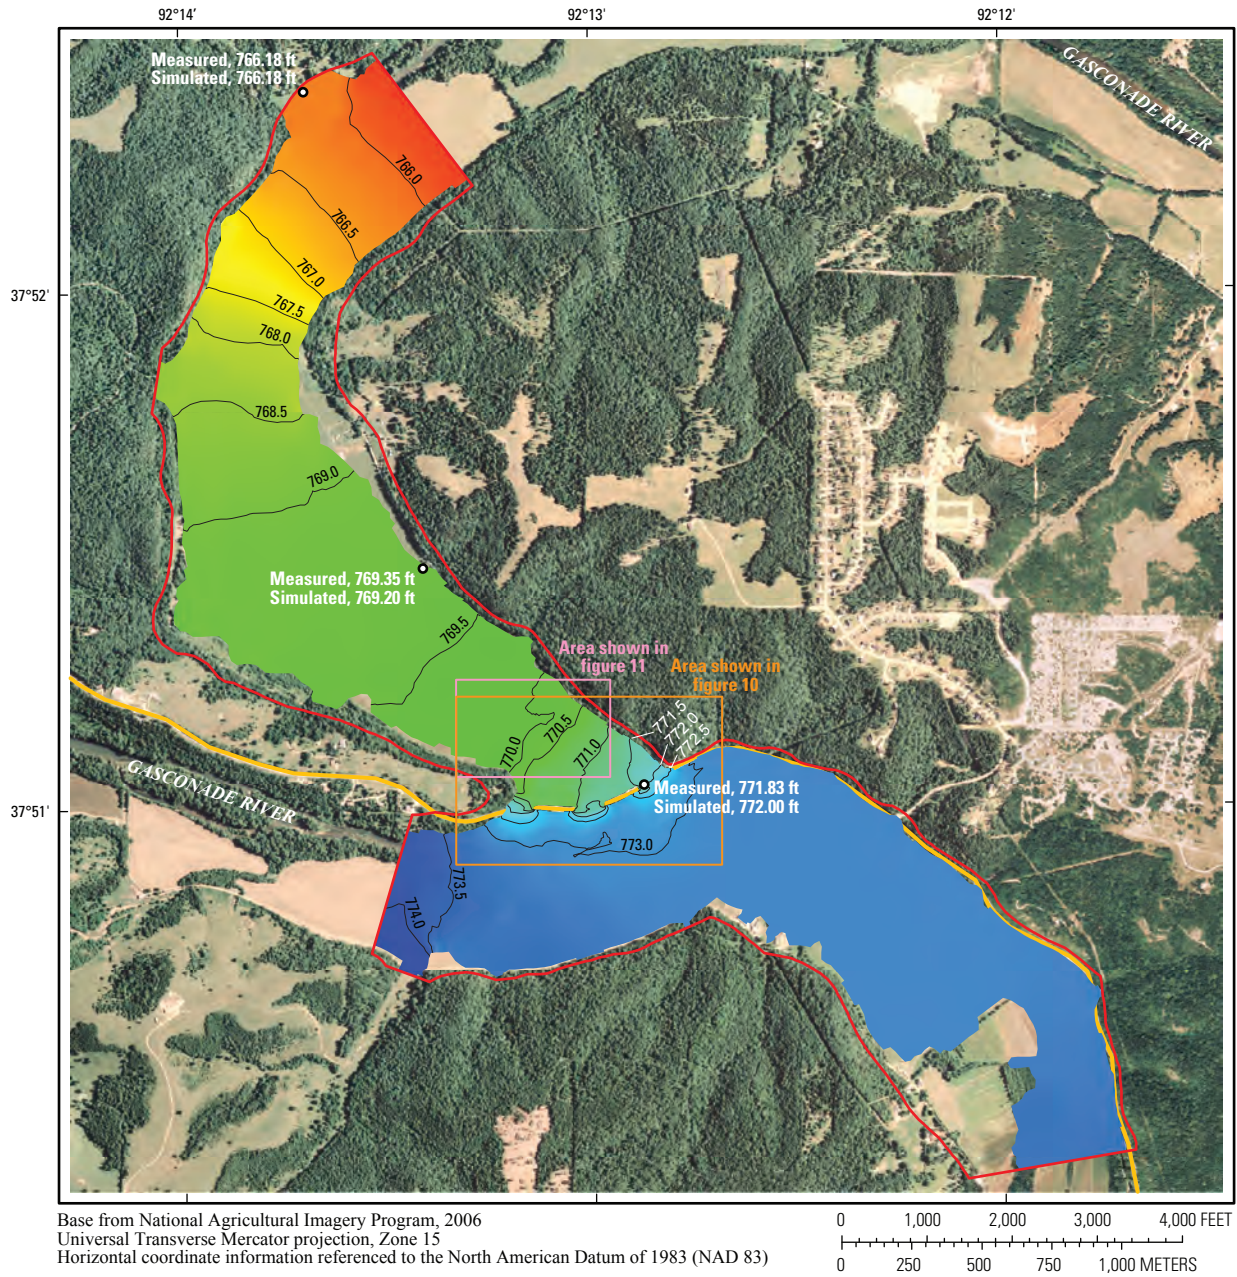 92°14'
92°13'
92°12'
Measured, 766.18 ft
Simulated, 766.18 ft
GASCONADE RIVER
766.0
766.5
767.0
37°52'
767.5
768.0
768.5
769.0
Measured, 769.35 ft
Simulated, 769.20 ft
769.5
Area shown in
figure 11
Area shown in
figure 10
771.5
772.0
772.5
770.0
770.5
771.0
GASCONADE RIVER
Measured, 771.83 ft
Simulated, 772.00 ft
37°51'
773.0
773.5
774.0
Base from National Agricultural Imagery Program, 2006
Universal Transverse Mercator projection, Zone 15
Horizontal coordinate information referenced to the North American Datum of 1983 (NAD 83)
0 1,000 2,000 3,000 4,000 FEET
0 250 500 750 1,000 METERS